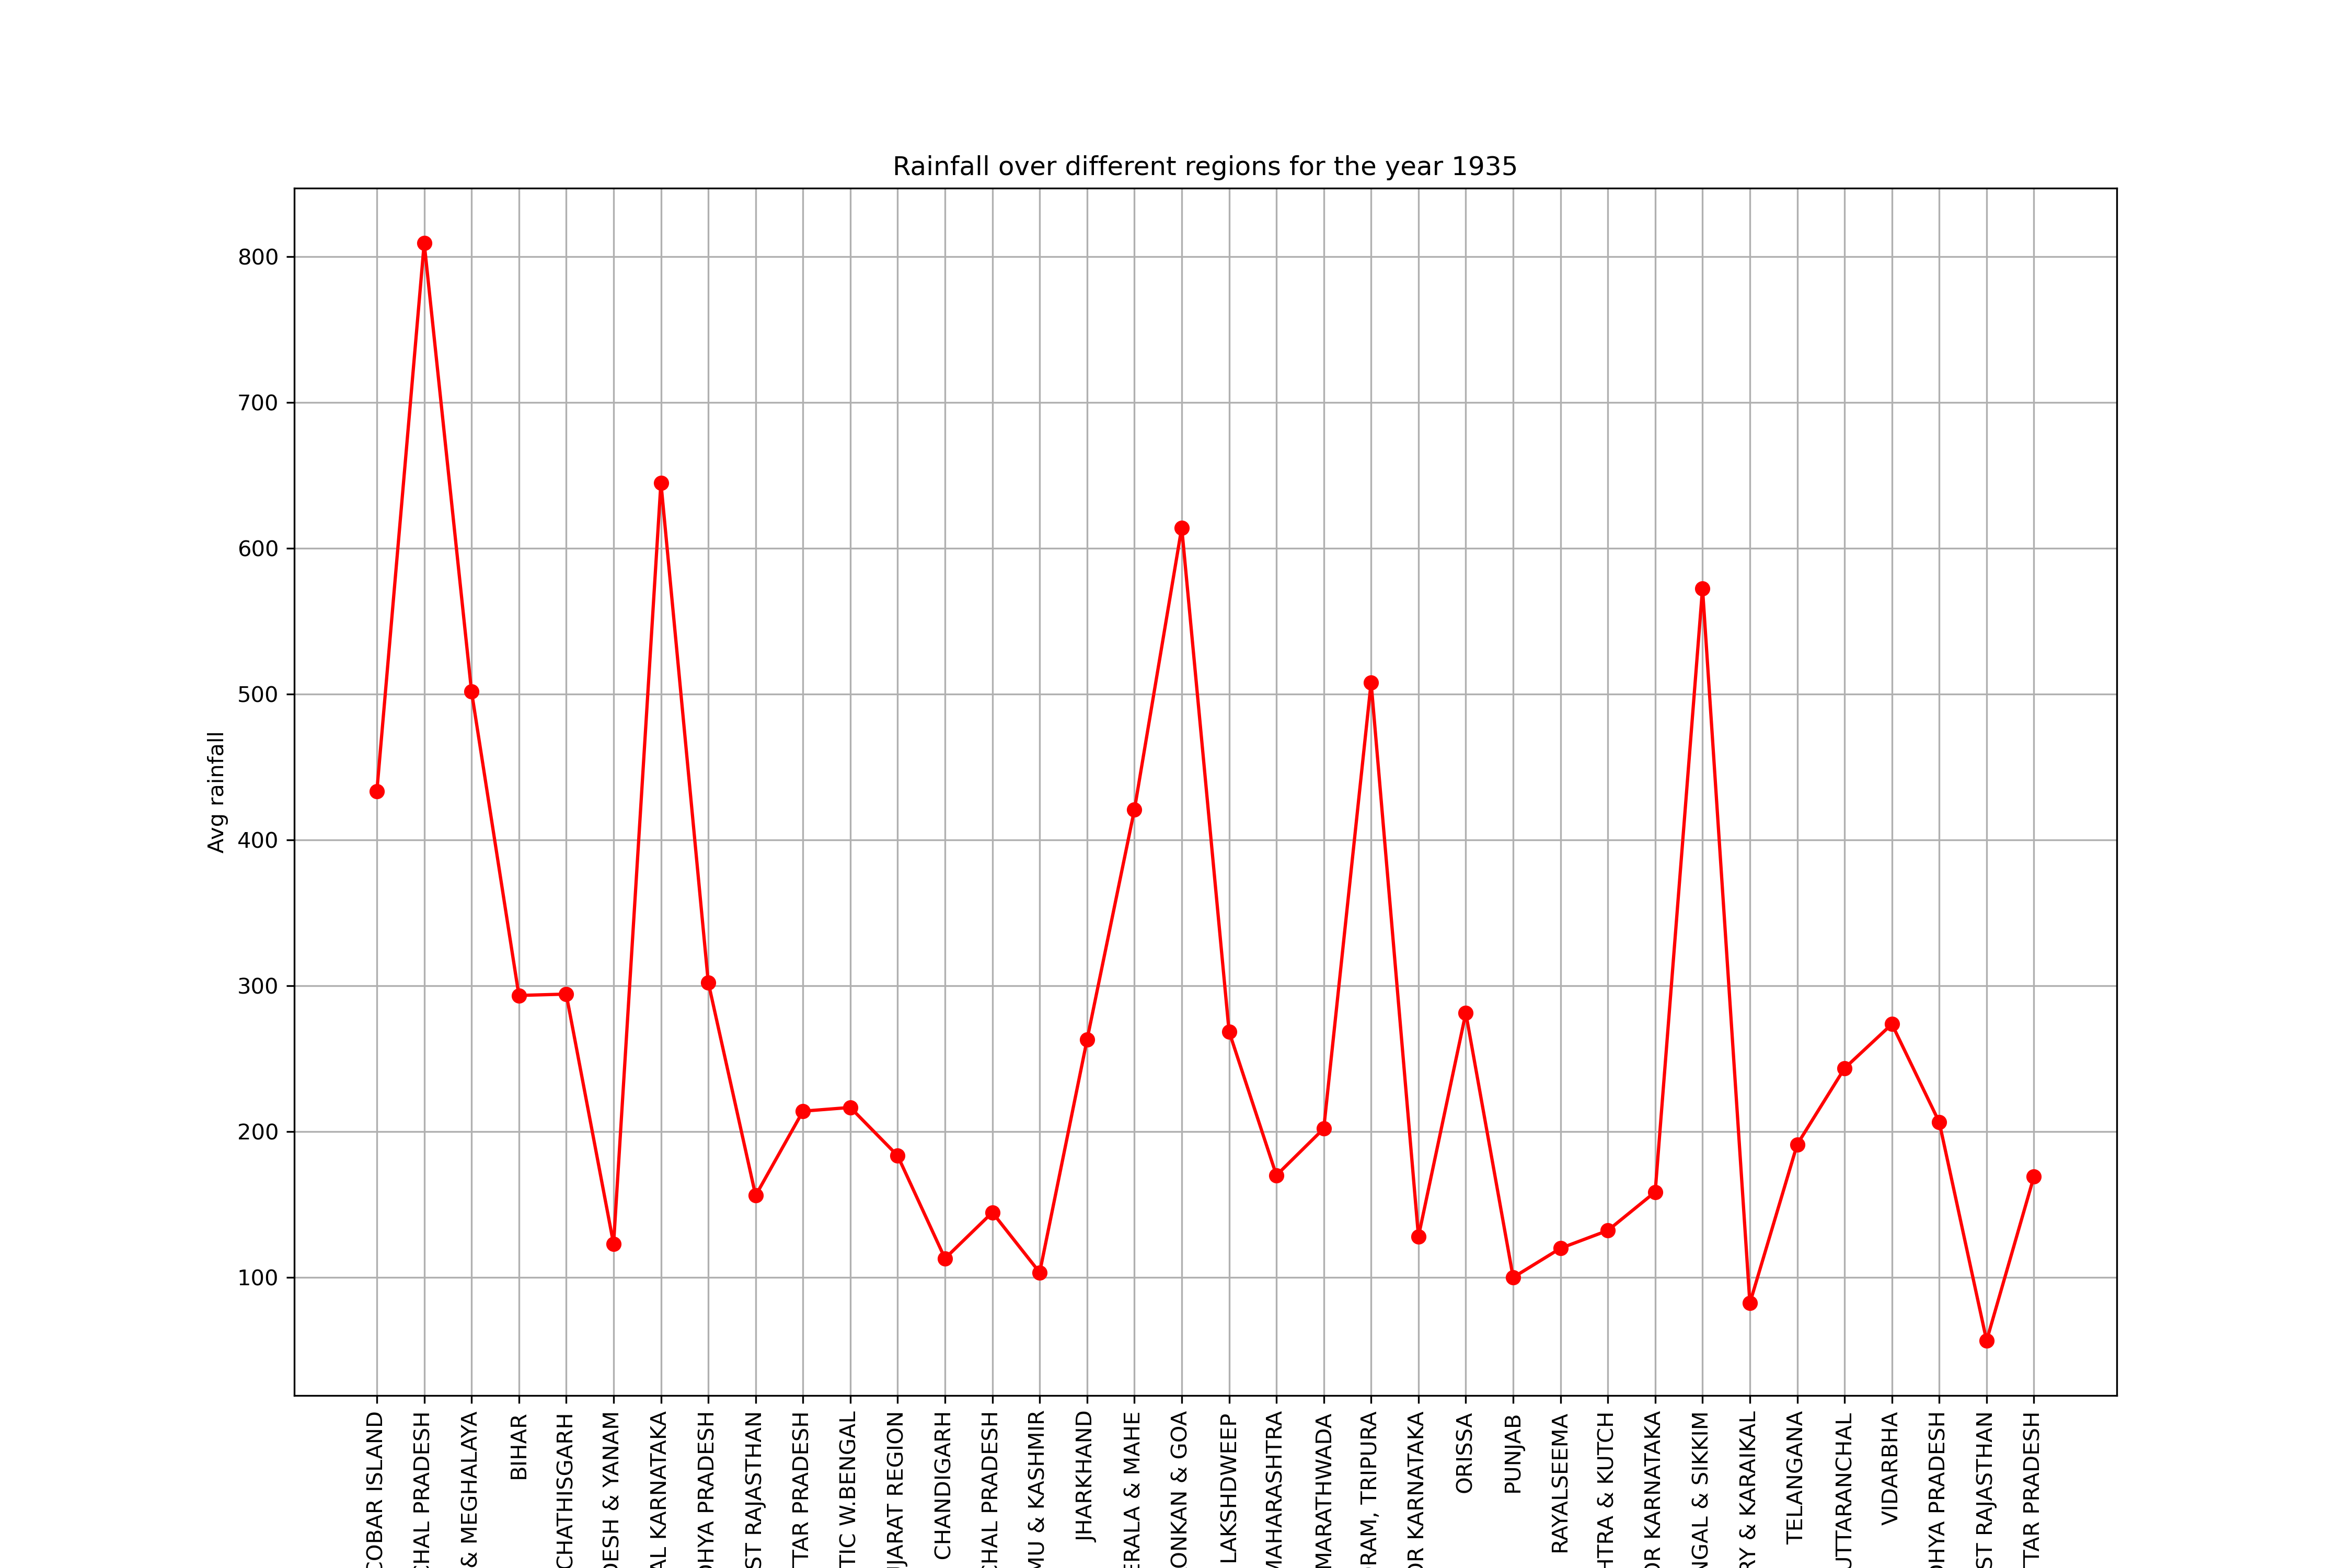 Rainfall over different regions for the year 1935
Avg rainfall
800
700
600
500
400
300
200
100
COBAR ISLAND
CHAL PRADESH
& MEGHALAYA
BIHAR
CHATHISGARH
DESH & YANAM
AL KARNATAKA
DHYA PRADESH
ST RAJASTHAN
TTAR PRADESH
TIC W.BENGAL
JARAT REGION
CHANDIGARH
CHAL PRADESH
MU & KASHMIR
JHARKHAND
ERALA & MAHE
ONKAN & GOA
LAKSHDWEEP
MAHARASHTRA
MARATHWADA
RAM, TRIPURA
OR KARNATAKA
ORISSA
PUNJAB
RAYALSEEMA
HTRA & KUTCH
OR KARNATAKA
NGAL & SIKKIM
RY & KARAIKAL
TELANGANA
UTTARANCHAL
VIDARBHA
DHYA PRADESH
ST RAJASTHAN
TTAR PRADESH